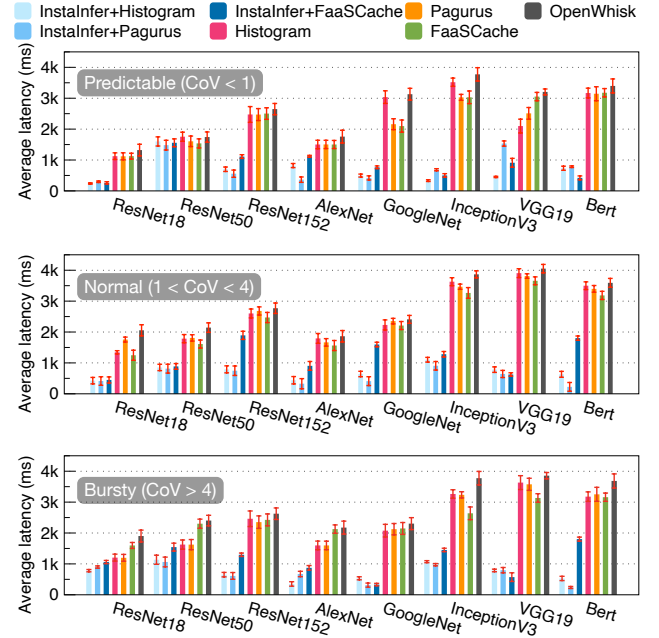 InstaInfer+Histogram InstaInfer+FaaSCache Pagurus OpenWhisk
InstaInfer+Pagurus Histogram FaaSCache
Average latency (ms)
4k
3k
2k
1k
0
Predictable (CoV < 1)
ResNet18 ResNet50 ResNet152 AlexNet GoogleNet InceptionV3 VGG19 Bert
Average latency (ms)
4k
3k
2k
1k
0
Normal (1 < CoV < 4)
ResNet18 ResNet50 ResNet152 AlexNet GoogleNet InceptionV3 VGG19 Bert
Average latency (ms)
4k
3k
2k
1k
0
Bursty (CoV > 4)
ResNet18 ResNet50 ResNet152 AlexNet GoogleNet InceptionV3 VGG19 Bert